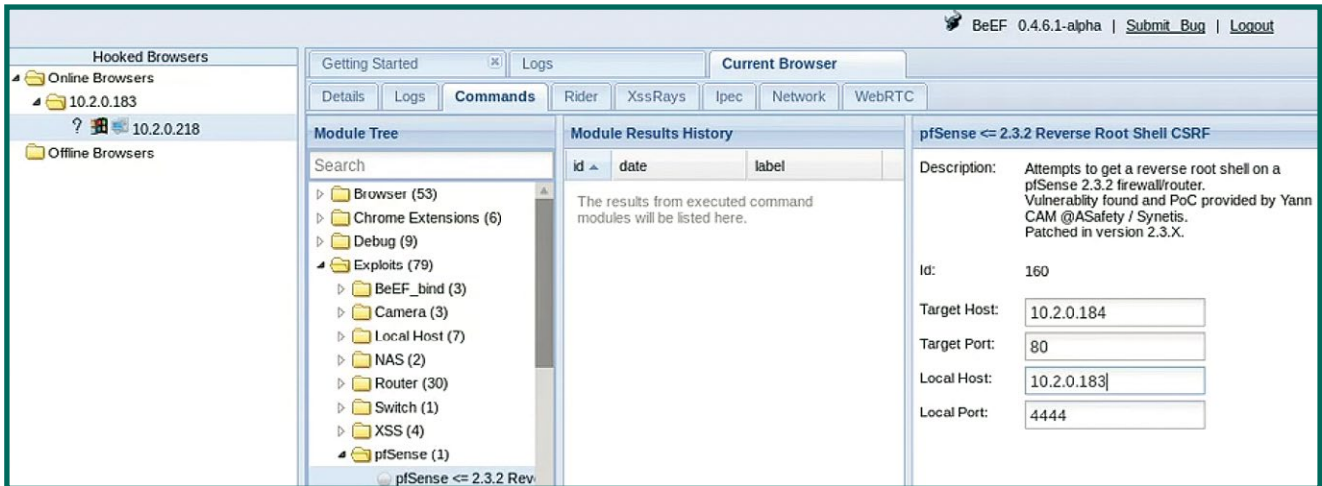 BeEF 0.4.6.1-alpha | Submit Bug | Logout
Hooked Browsers
Online Browsers
10.2.0.183
? 10.2.0.218
Offline Browsers
Getting Started Logs Current Browser
Details Logs Commands Rider XssRays Ipec Network WebRTC
Module Tree
Search
Browser (53)
Chrome Extensions (6)
Debug (9)
Exploits (79)
BeEF_bind (3)
Camera (3)
Local Host (7)
NAS (2)
Router (30)
Switch (1)
XSS (4)
pfSense (1)
pfSense <= 2.3.2 Rev
Module Results History
id date label
The results from executed command
modules will be listed here.
pfSense <= 2.3.2 Reverse Root Shell CSRF
Description: Attempts to get a reverse root shell on a
pfSense 2.3.2 firewall/router.
Vulnerablity found and PoC provided by Yann
CAM @ASafety / Synetis.
Patched in version 2.3.X.
Id: 160
Target Host: 10.2.0.184
Target Port: 80
Local Host: 10.2.0.183
Local Port: 4444